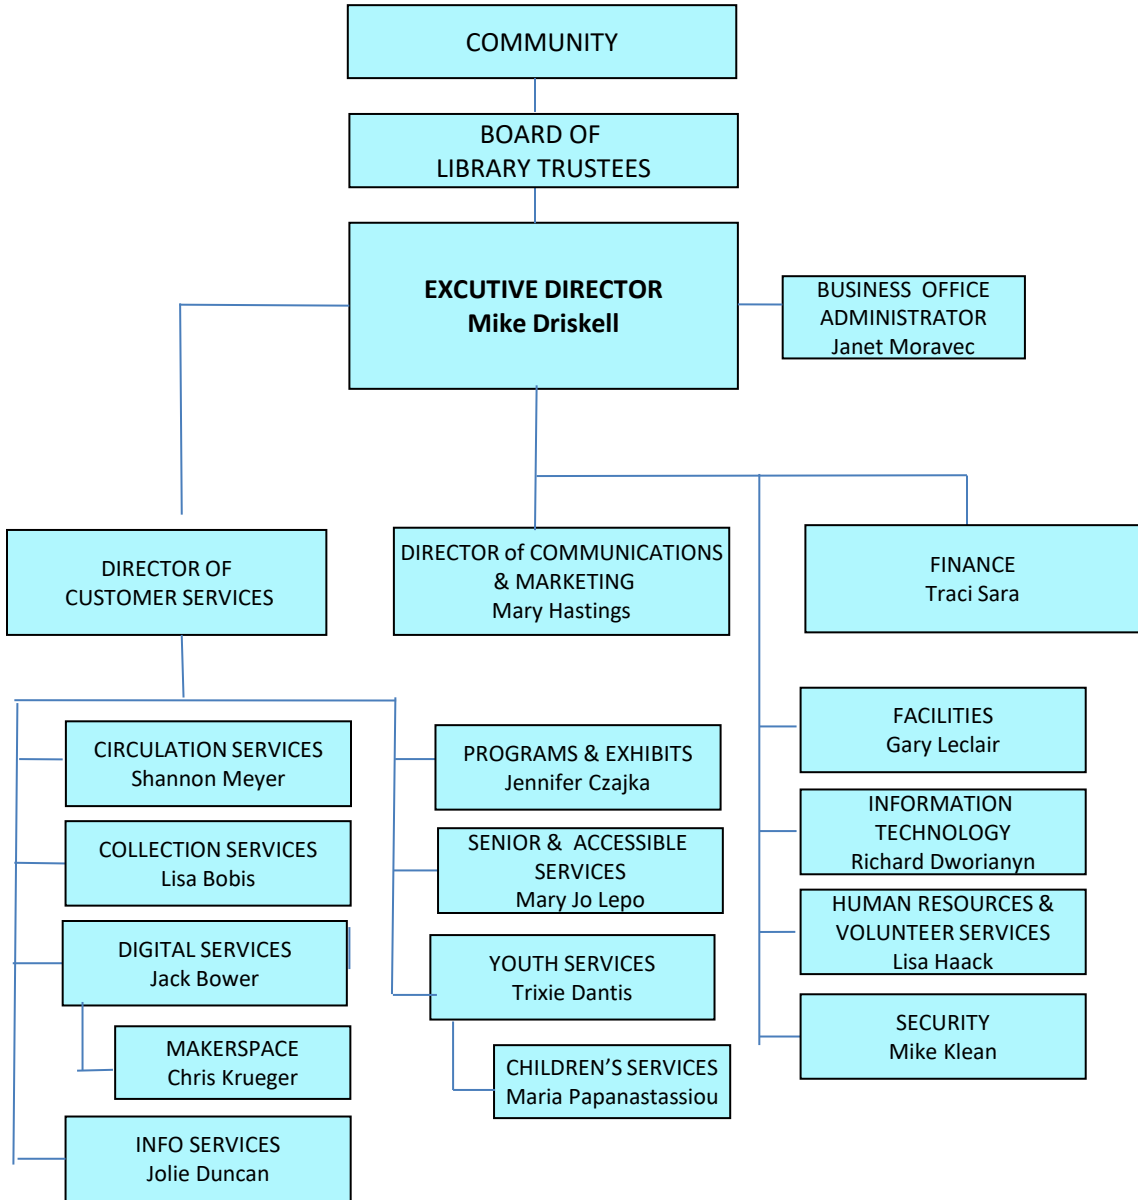 COMMUNITY
BOARD OF
LIBRARY TRUSTEES
EXCUTIVE DIRECTOR
Mike Driskell
BUSINESS OFFICE
ADMINISTRATOR
Janet Moravec
DIRECTOR OF
CUSTOMER SERVICES
DIRECTOR of COMMUNICATIONS
& MARKETING
Mary Hastings
FINANCE
Traci Sara
CIRCULATION SERVICES
Shannon Meyer
COLLECTION SERVICES
Lisa Bobis
DIGITAL SERVICES
Jack Bower
MAKERSPACE
Chris Krueger
INFO SERVICES
Jolie Duncan
PROGRAMS & EXHIBITS
Jennifer Czajka
SENIOR & ACCESSIBLE
SERVICES
Mary Jo Lepo
YOUTH SERVICES
Trixie Dantis
CHILDREN’S SERVICES
Maria Papanastassiou
FACILITIES
Gary Leclair
INFORMATION
TECHNOLOGY
Richard Dworianyn
HUMAN RESOURCES &
VOLUNTEER SERVICES
Lisa Haack
SECURITY
Mike Klean